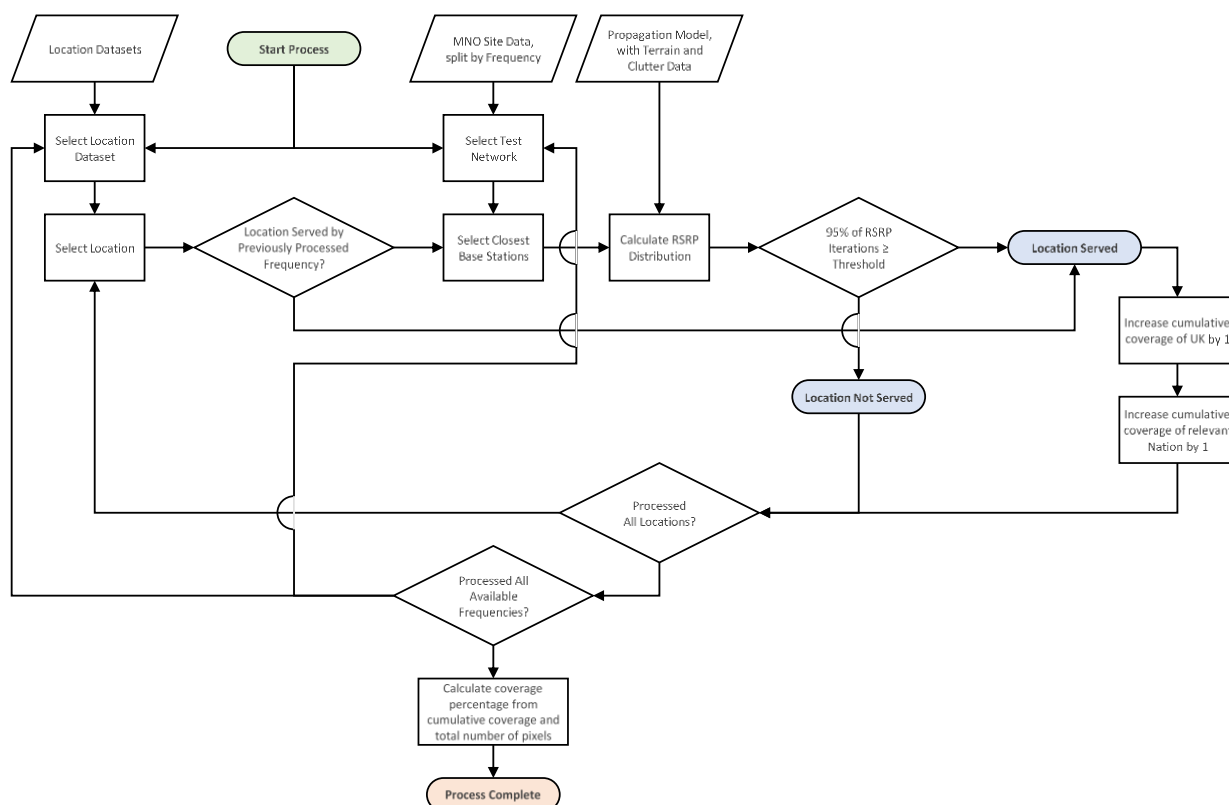 Location Datasets
Start Process
MNO Site Data,
split by Frequency
Propagation Model,
with Terrain and
Clutter Data
Select Location
Dataset
Select Test
Network
Select Location
Location Served by
Previously Processed
Frequency?
Select Closest
Base Stations
Calculate RSRP
Distribution
95% of RSRP
Iterations ≥
Threshold
Location Served
Increase cumulative
coverage of UK by 1
Location Not Served
Increase cumulative
coverage of relevant
Nation by 1
Processed
All Locations?
Processed All
Available
Frequencies?
Calculate coverage
percentage from
cumulative coverage and
total number of pixels
Process Complete